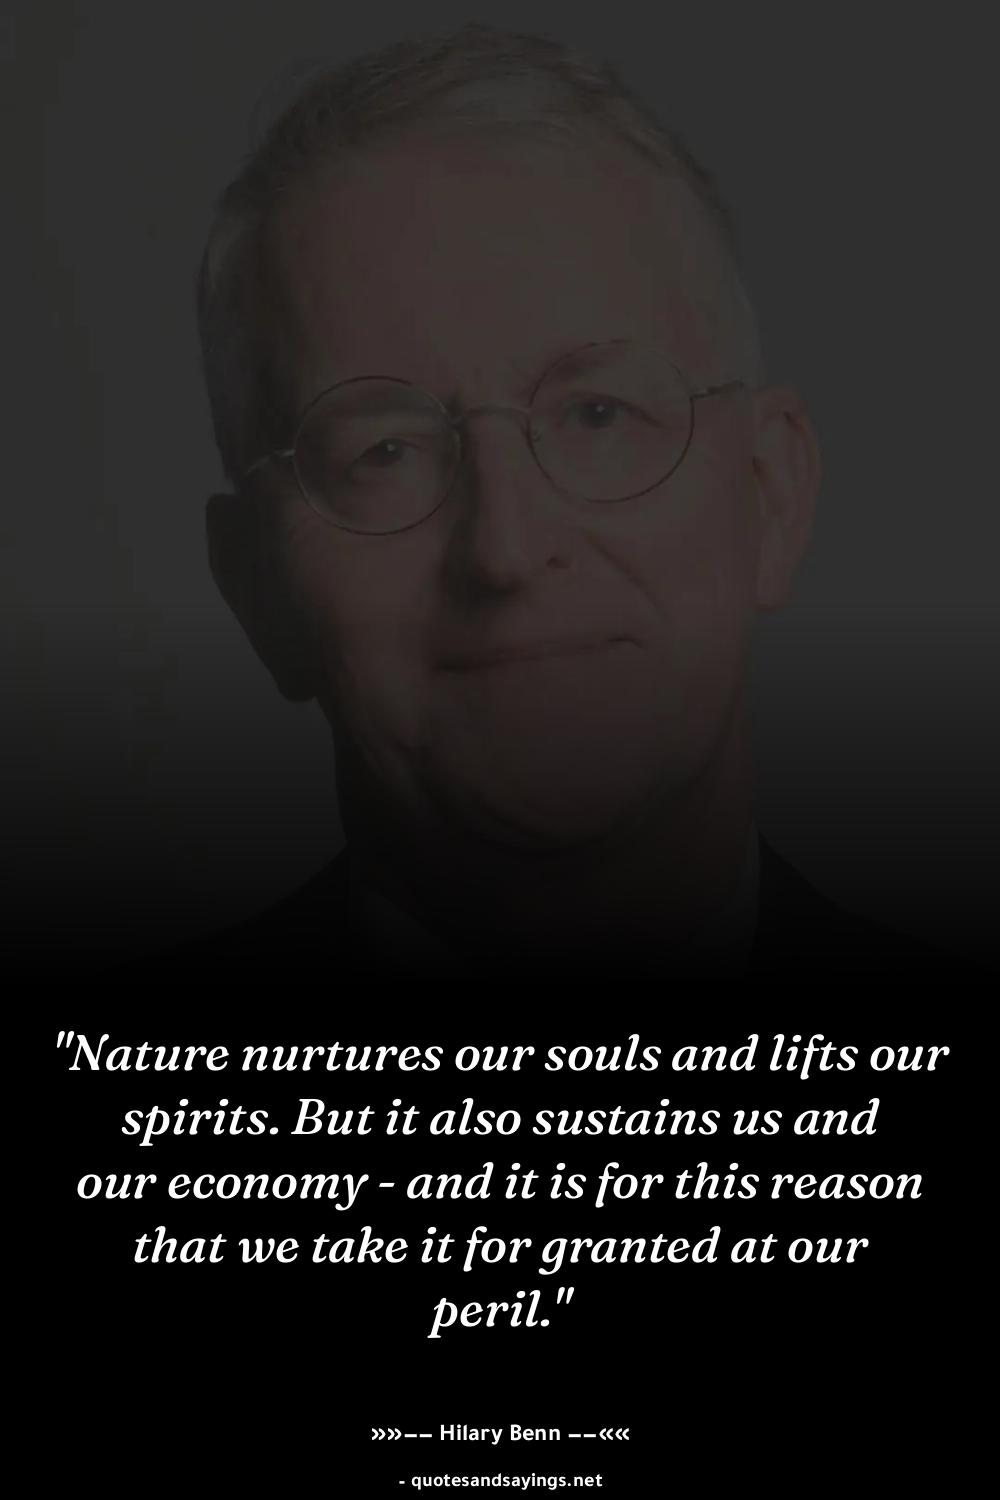 "Nature nurtures our souls and lifts our
spirits. But it also sustains us and
our economy - and it is for this reason
that we take it for granted at our
peril."
»»−− Hilary Benn −−««
- quotesandsayings.net